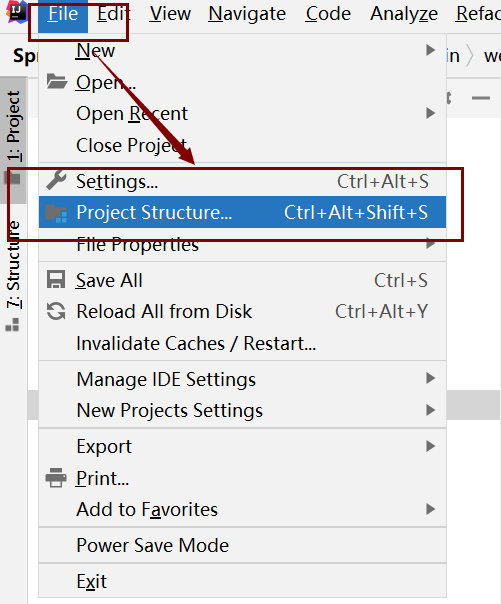 File Edit View Navigate Code Analyze Refac
Spr
in
we
1: Project
7: Structure
New
Open...
Open Recent
Close Project
Settings... Ctrl+Alt+S
Project Structure... Ctrl+Alt+Shift+S
File Properties
Save All Ctrl+S
Reload All from Disk Ctrl+Alt+Y
Invalidate Caches / Restart...
Manage IDE Settings
New Projects Settings
Export
Print...
Add to Favorites
Power Save Mode
Exit